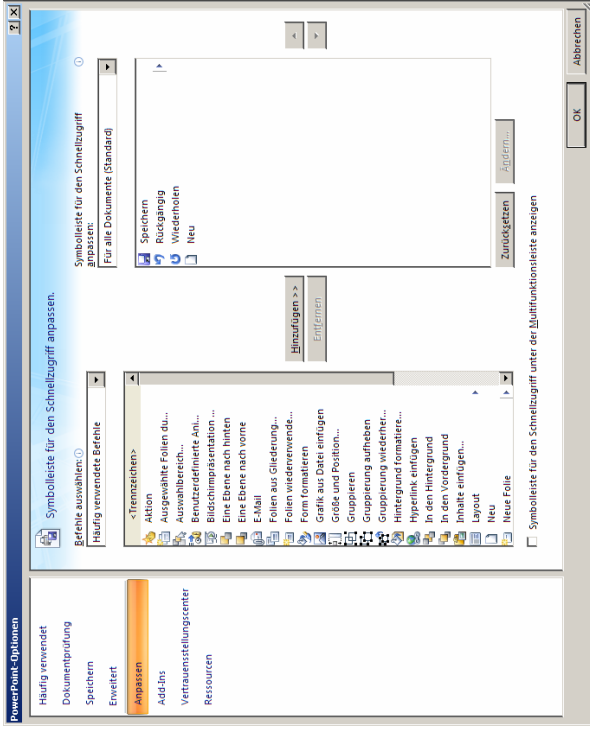 PowerPoint-Optionen
Häufig verwendet
Dokumentprüfung
Speichern
Erweitert
Anpassen
Add-Ins
Vertrauensstellungscenter
Ressourcen
Symbolleiste für den Schnellzugriff anpassen.
Befehle auswählen:
Häufig verwendete Befehle
<Trennzeichen>
Aktion
Ausgewählte Folien du...
Auswahlbereich...
Benutzerdefinierte Ani...
Bildschirmpräsentation ...
Eine Ebene nach hinten
Eine Ebene nach vorne
E-Mail
Folien aus Gliederung...
Folien wiederverwende...
Form formatieren
Grafik aus Datei einfügen
Größe und Position...
Gruppieren
Gruppierung aufheben
Gruppierung wiederher...
Hintergrund formatiere...
Hyperlink einfügen
In den Hintergrund
In den Vordergrund
Inhalte einfügen...
Layout
Neu
Neue Folie
Hinzufügen >>
Entfernen
Symbolleiste für den Schnellzugriff
anpassen:
Für alle Dokumente (Standard)
Speichern
Rückgängig
Wiederholen
Neu
Zurücksetzen
Ändern...
Symbolleiste für den Schnellzugriff unter der Multifunktionsleiste anzeigen
OK
Abbrechen